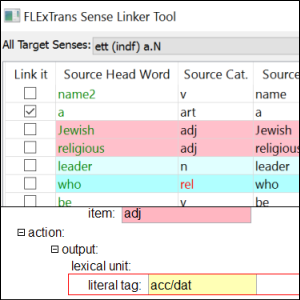 FLExTrans Sense Linker Tool
All Target Senses: ett (indf) a.N
Link it Source Head Word Source Cat. Source
name2 v name
a art a
Jewish adj Jewish
religious adj religious
leader n leader
who rel who
be v be
item: adj
action:
output:
lexical unit:
literal tag: acc/dat